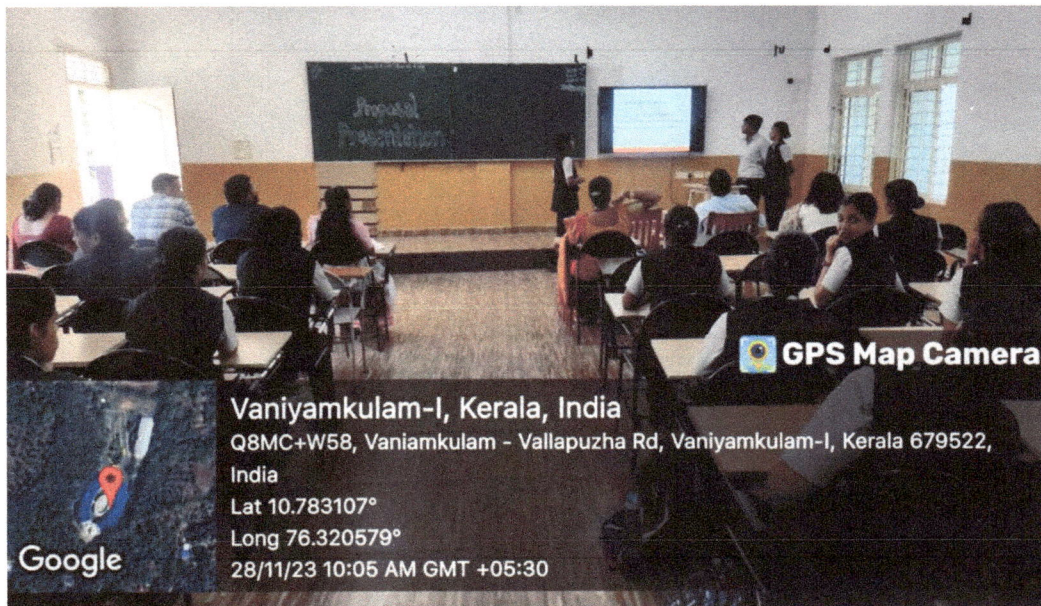 Proposal
Presentation
GPS Map Camera
Vaniyamkulam-I, Kerala, India
Q8MC+W58, Vaniamkulam - Vallapuzha Rd, Vaniyamkulam-I, Kerala 679522,
India
Lat 10.783107°
Long 76.320579°
28/11/23 10:05 AM GMT +05:30
Google